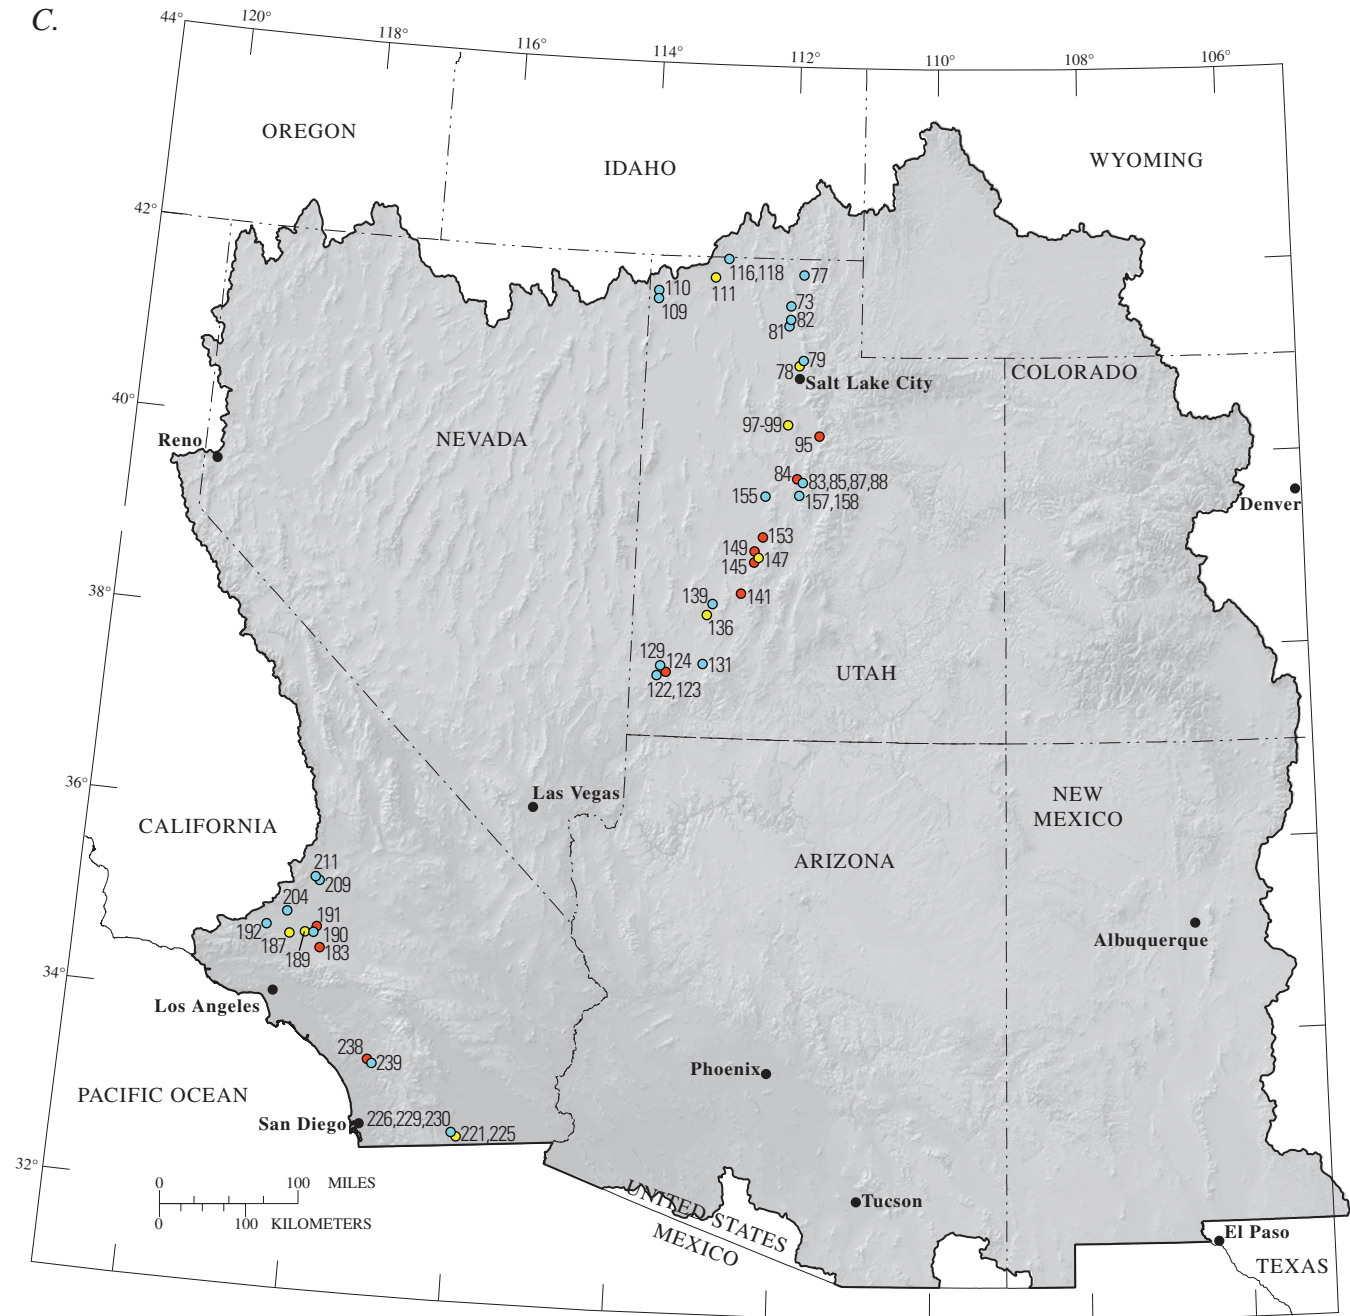 C.
44°
120°
118°
116°
114°
112°
110°
108°
106°
OREGON
IDAHO
WYOMING
42°
116,118
77
110
111
109
73
82
81
79
78
Salt Lake City
COLORADO
40°
Reno
NEVADA
97-99
95
84
83,85,87,88
155
157,158
Denver
153
149
147
145
38°
139
141
136
129
124
131
122,123
UTAH
36°
Las Vegas
NEW
MEXICO
CALIFORNIA
ARIZONA
211
209
204
191
192
187
190
189
183
Albuquerque
34°
Los Angeles
238
239
Phoenix
PACIFIC OCEAN
San Diego
226,229,230
221,225
32°
0 100 MILES
0 100 KILOMETERS
UNITED STATES
MEXICO
Tucson
El Paso
TEXAS